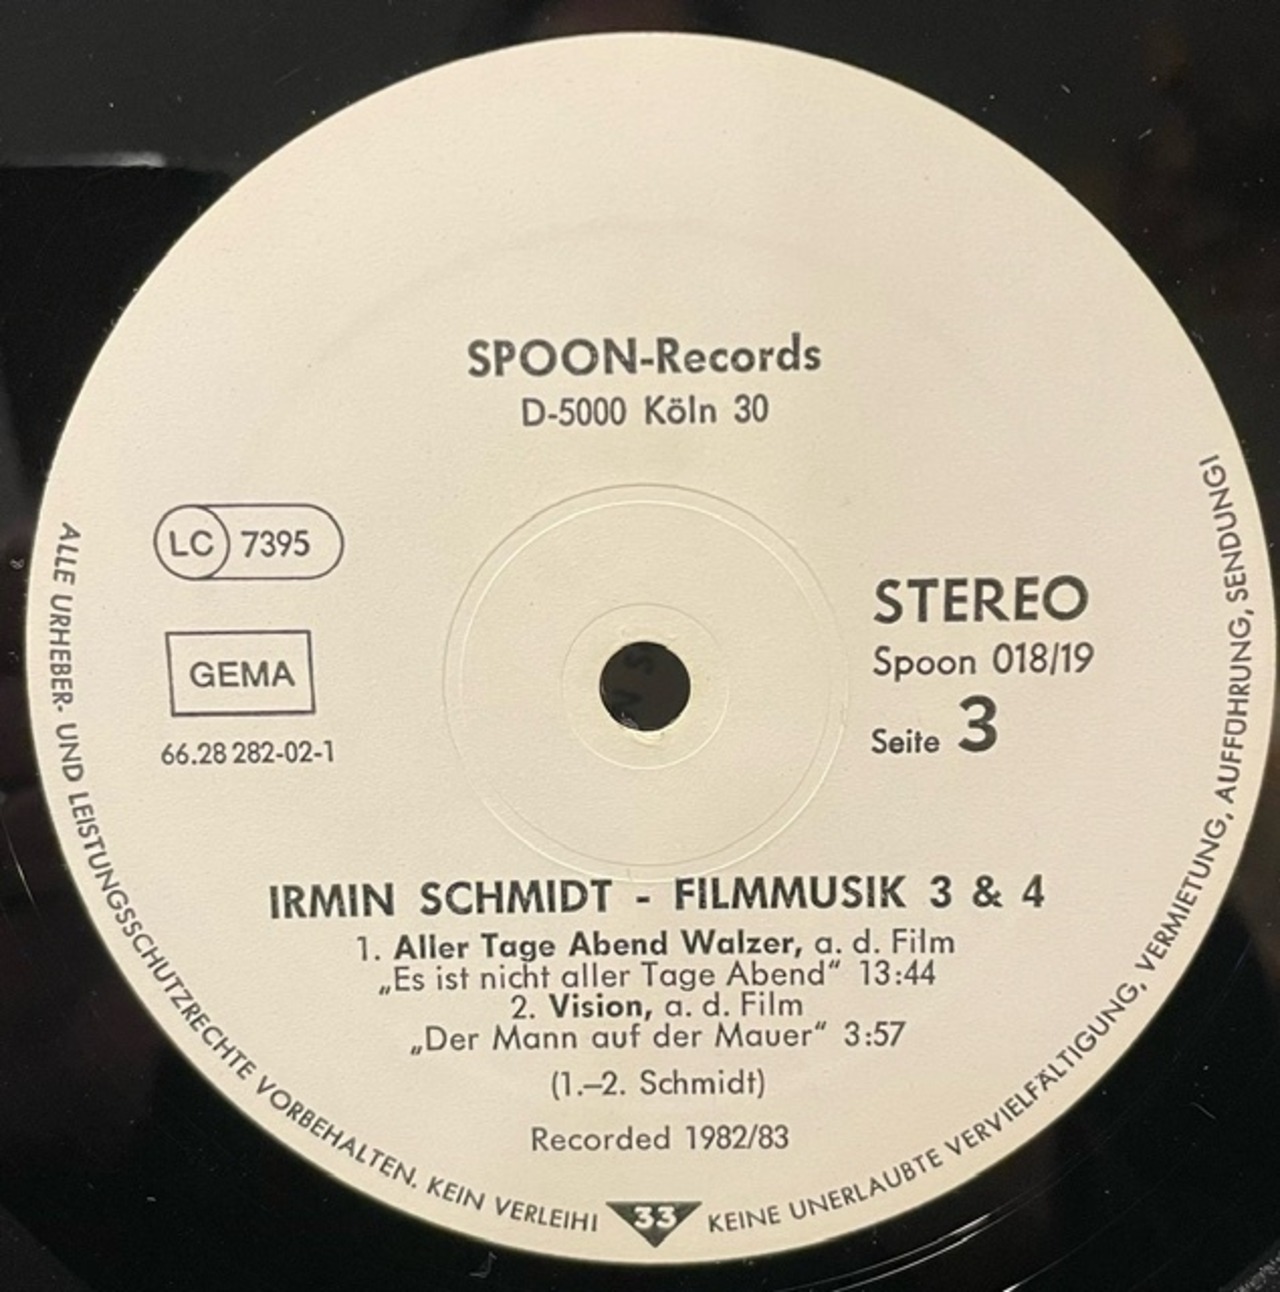 SPOON-Records
D-5000 Köln 30
LC 7395
GEMA
66.28 282-02-1
STEREO
Spoon 018/19
Seite 3
IRMIN SCHMIDT - FILMMUSIK 3 & 4
1. Aller Tage Abend Walzer, a. d. Film
„Es ist nicht aller Tage Abend“ 13:44
2. Vision, a. d. Film
„Der Mann auf der Mauer“ 3:57
(1.–2. Schmidt)
Recorded 1982/83
ALLE URHEBER- UND LEISTUNGSSCHUTZRECHTE VORBEHALTEN. KEIN VERLEIH!
33
KEINE UNERLAUBTE VERVIELFÄLTIGUNG, VERMIETUNG, AUFFÜHRUNG, SENDUNG!